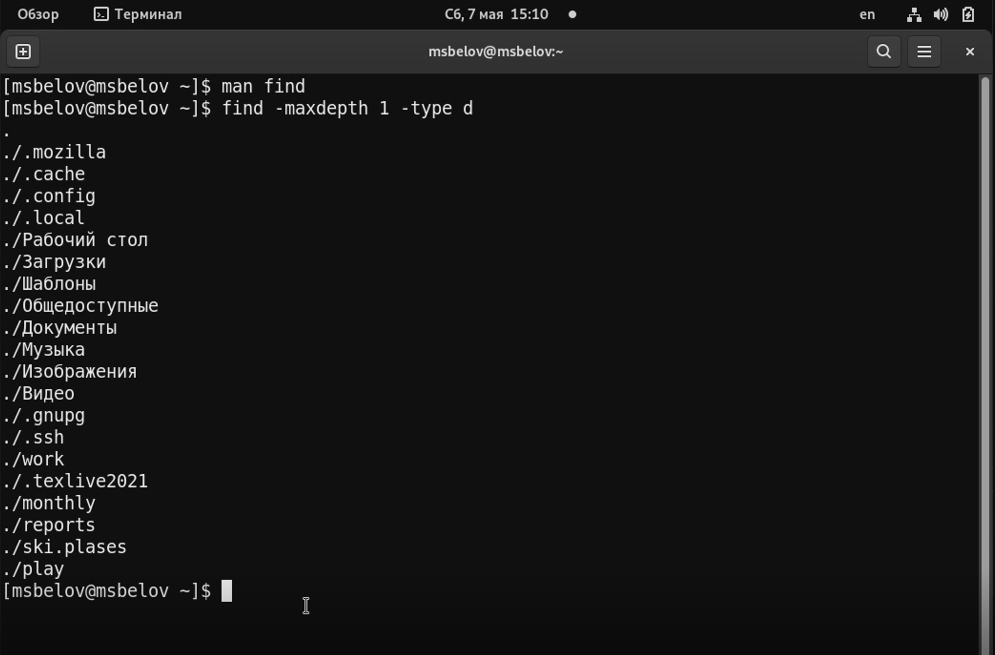 Обзор Терминал Сб, 7 мая 15:10 en
msbelov@msbelov:~
[msbelov@msbelov ~]$ man find
[msbelov@msbelov ~]$ find -maxdepth 1 -type d
.
./.mozilla
./.cache
./.config
./.local
./Рабочий стол
./Загрузки
./Шаблоны
./Общедоступные
./Документы
./Музыка
./Изображения
./Видео
./.gnupg
./.ssh
./work
./.texlive2021
./monthly
./reports
./ski.plases
./play
[msbelov@msbelov ~]$